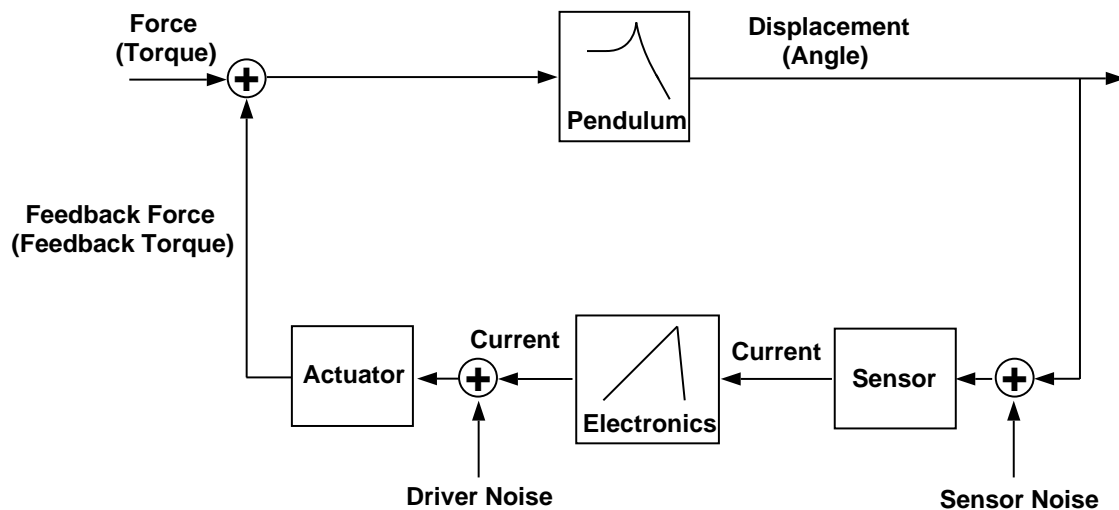 Force
(Torque)
+
Pendulum
Displacement
(Angle)
Feedback Force
(Feedback Torque)
Actuator
Current
+
Driver Noise
Electronics
Current
Sensor
+
Sensor Noise